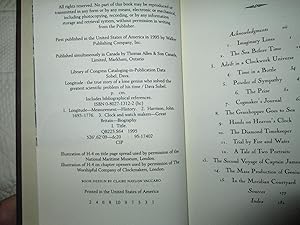 All rights reserved. No part of this book may be reproduced or
transmitted in any form or by any means, electronic or mechanical,
including photocopying, recording, or by any information
storage and retrieval system, without permission in writing
from the Publisher.
First published in the United States of America in 1995 by Walker
Publishing Company, Inc.
Published simultaneously in Canada by Thomas Allen & Son Canada,
Limited, Markham, Ontario
Library of Congress Cataloging-in-Publication Data
Sobel, Dava.
Longitude : the true story of a lone genius who solved the
greatest scientific problem of his time / Dava Sobel.
p. cm.
Includes bibliographical references.
ISBN 0-8027-1312-2 (hc)
1. Longitude—Measurement—History. 2. Harrison, John,
1693-1776. 3. Clock and watch makers—Great
Britain—Biography
I. Title
QB225.S64 1995
526'.62'09—dc20 95-17402
CIP
Illustration of H-4 on title page used by permission of the
National Maritime Museum, London.
Illustration of H-4 on chapter openers used by permission of The
Worshipful Company of Clockmakers, London.
BOOK DESIGN BY CLAIRE NAYLON VACCARO
Printed in the United States of America
2 4 6 8 10 9 7 5 3 1
Acknowledgments
Imaginary Lines
The Sea Before Time
Adrift in a Clockwork Universe
Time in a Bottle
Powder of Sympathy
The Prize
Cogmaker's Journal
The Grasshopper Goes to Sea
Hands on Heaven's Clock
The Diamond Timekeeper
Trial by Fire and Water
A Tale of Two Portraits
The Second Voyage of Captain James
The Mass Production of Genius
In the Meridian Courtyard
Sources 177
Index 181